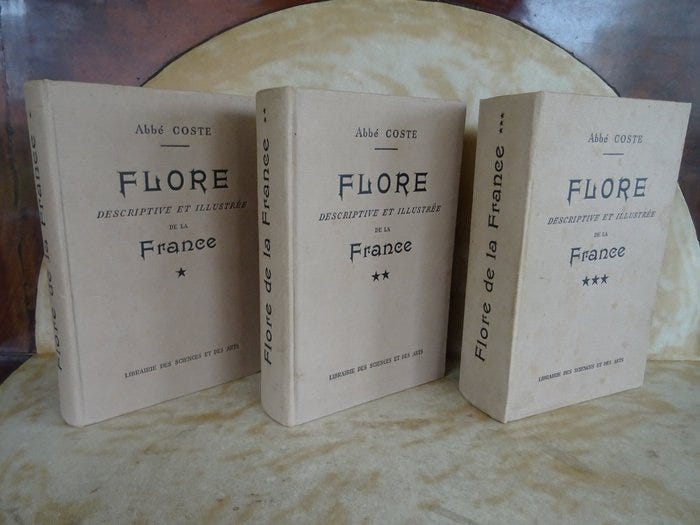 Flore de la France *
Abbé COSTE
FLORE
DESCRIPTIVE ET ILLUSTRÉE
DE LA
France
★
LIBRAIRIE DES SCIENCES ET DES ARTS
Flore de la France **
Abbé COSTE
FLORE
DESCRIPTIVE ET ILLUSTRÉE
DE LA
France
★★
LIBRAIRIE DES SCIENCES ET DES ARTS
Flore de la France ***
Abbé COSTE
FLORE
DESCRIPTIVE ET ILLUSTRÉE
DE LA
France
★★★
LIBRAIRIE DES SCIENCES ET DES ARTS